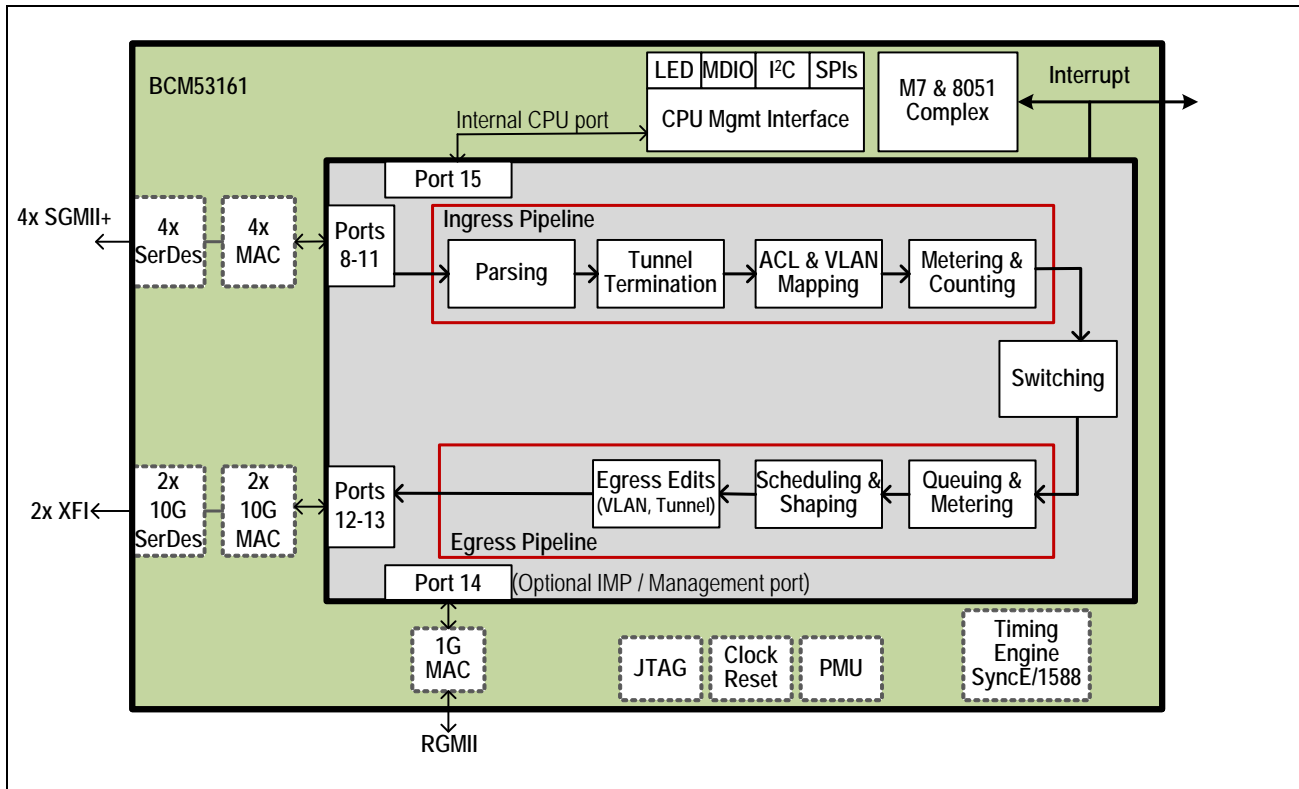 BCM53161
LED
MDIO
I²C
SPIs
CPU Mgmt Interface
M7 & 8051
Complex
Interrupt
Internal CPU port
Port 15
4x SGMII+
4x
SerDes
4x
MAC
Ports
8-11
Ingress Pipeline
Parsing
Tunnel
Termination
ACL & VLAN
Mapping
Metering &
Counting
Switching
2x XFI
2x
10G
SerDes
2x
10G
MAC
Ports
12-13
Egress Edits
(VLAN, Tunnel)
Scheduling &
Shaping
Queuing &
Metering
Egress Pipeline
Port 14
(Optional IMP / Management port)
1G
MAC
RGMII
JTAG
Clock
Reset
PMU
Timing
Engine
SyncE/1588